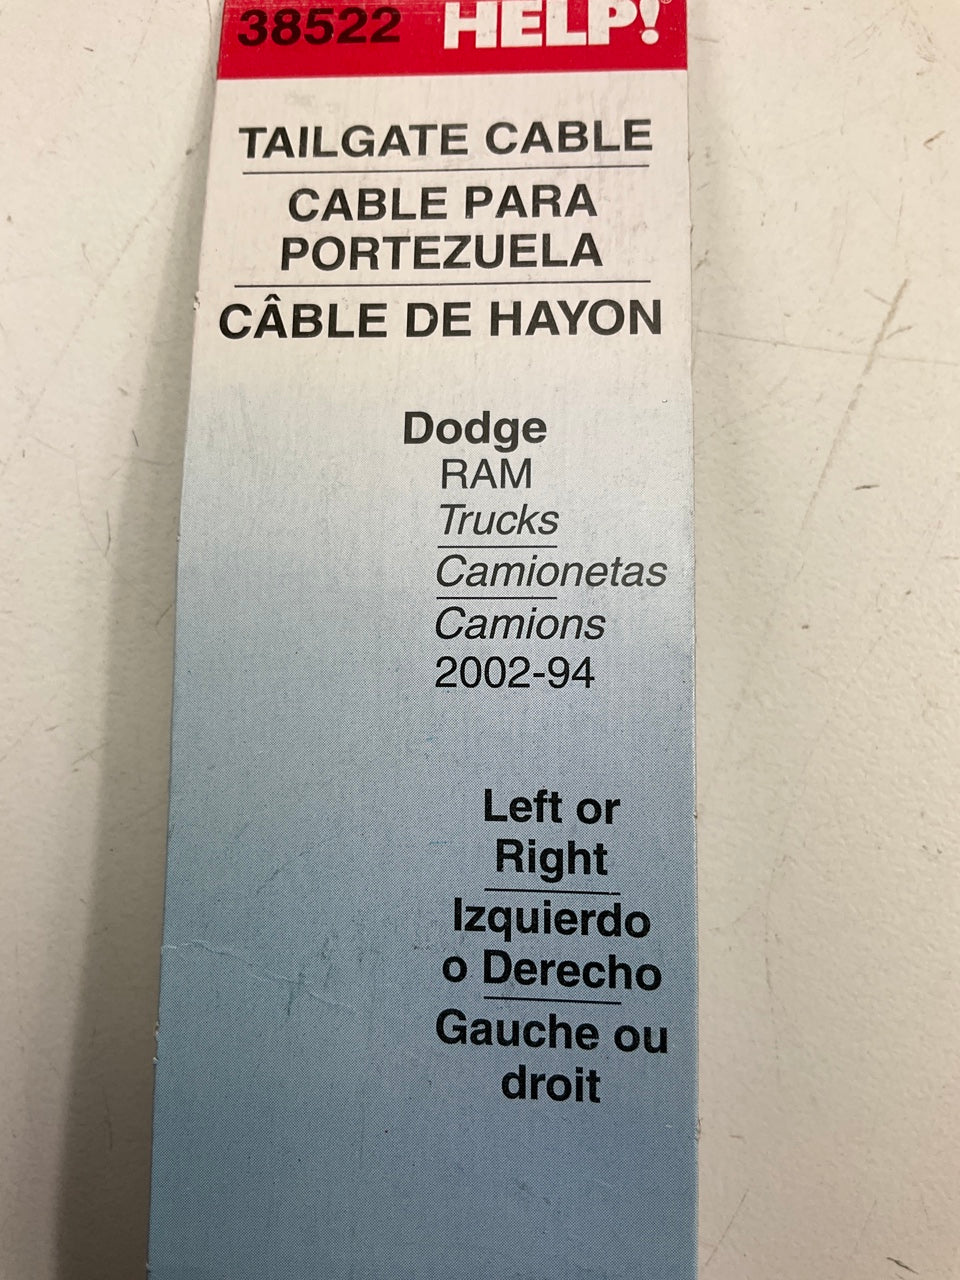 38522 HELP!
TAILGATE CABLE
CABLE PARA
PORTEZUELA
CÂBLE DE HAYON
Dodge
RAM
Trucks
Camionetas
Camions
2002-94
Left or
Right
Izquierdo
o Derecho
Gauche ou
droit